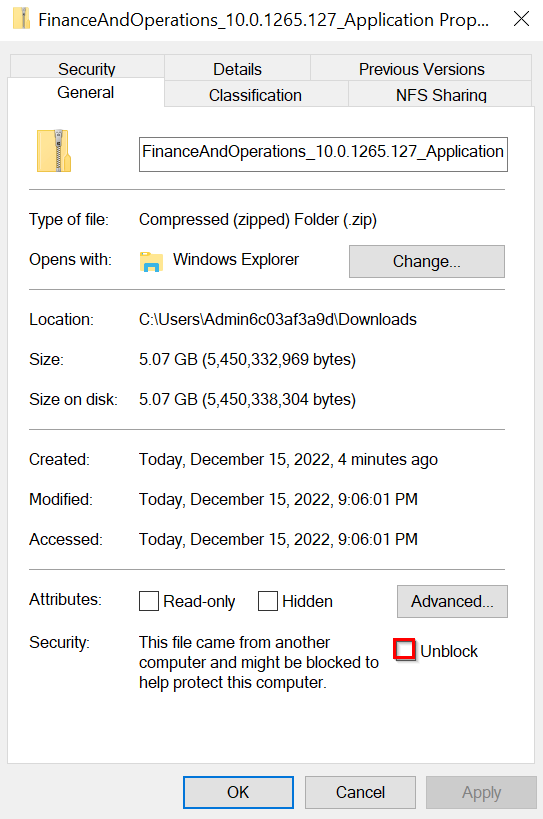 FinanceAndOperations_10.0.1265.127_Application Prop...
Security Details Previous Versions
General Classification NFS Sharing
FinanceAndOperations_10.0.1265.127_Application
Type of file: Compressed (zipped) Folder (.zip)
Opens with: Windows Explorer Change...
Location: C:\Users\Admin6c03af3a9d\Downloads
Size: 5.07 GB (5,450,332,969 bytes)
Size on disk: 5.07 GB (5,450,338,304 bytes)
Created: Today, December 15, 2022, 4 minutes ago
Modified: Today, December 15, 2022, 9:06:01 PM
Accessed: Today, December 15, 2022, 9:06:01 PM
Attributes: Read-only Hidden Advanced...
Security: This file came from another
computer and might be blocked to
help protect this computer.
Unblock
OK Cancel Apply